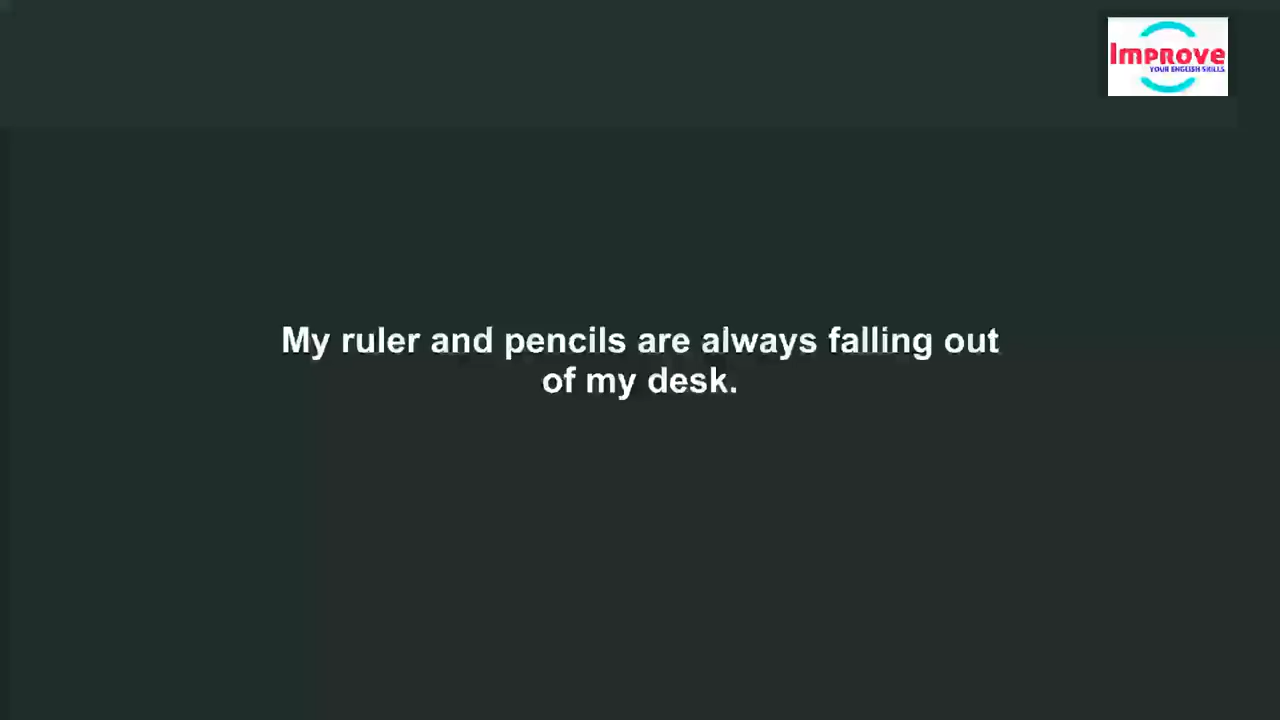 Improve
YOUR ENGLISH SKILLS
My ruler and pencils are always falling out
of my desk.